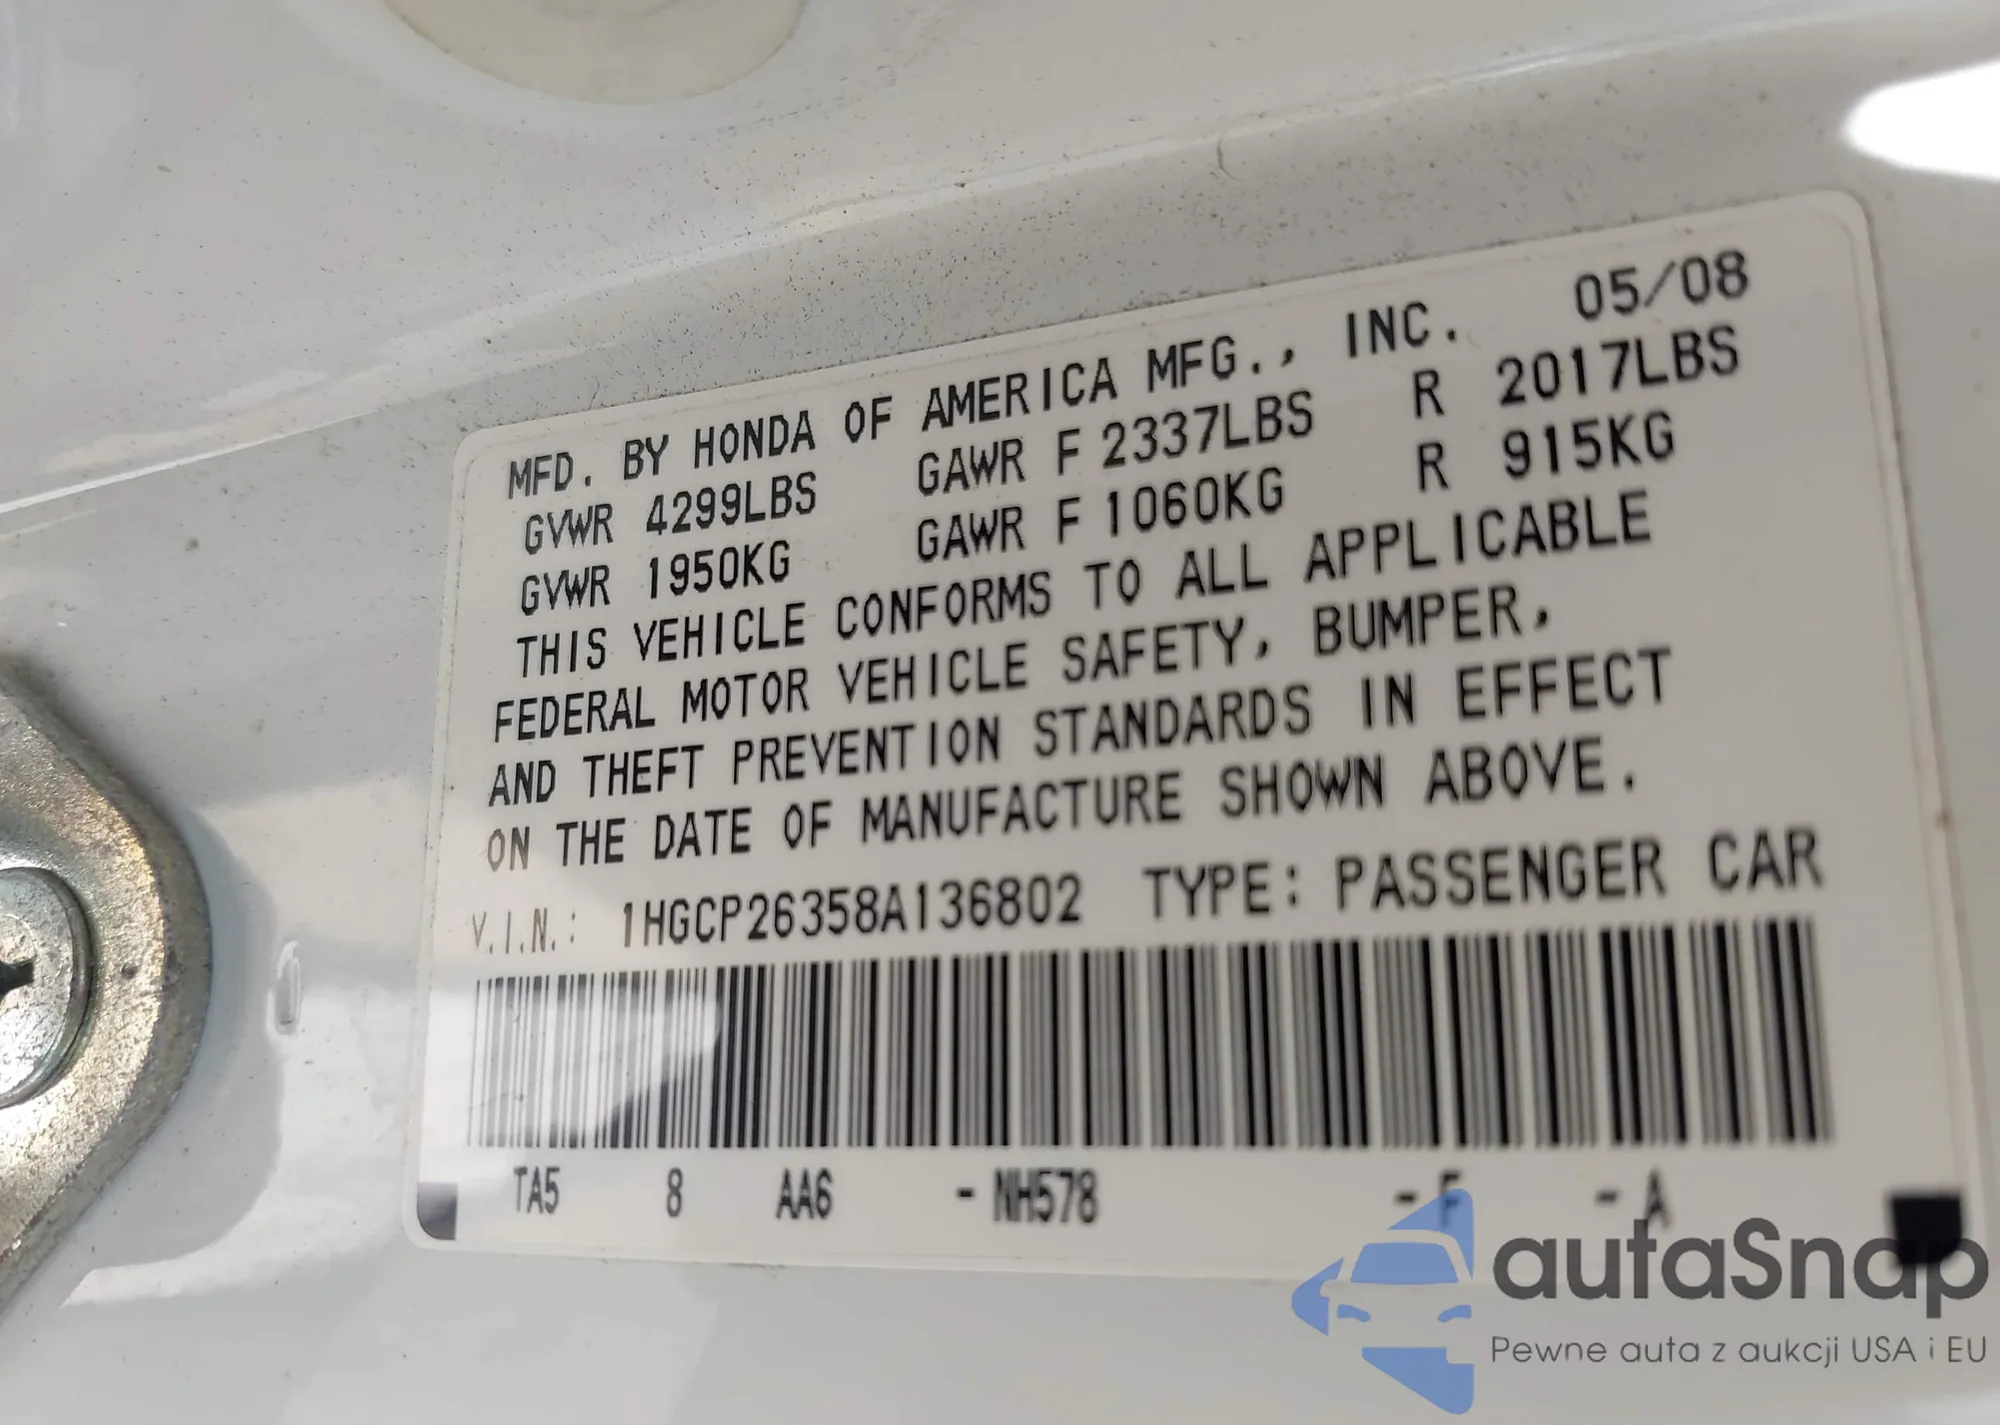 MFD. BY HONDA OF AMERICA MFG., INC. 05/08
GVWR 4299LBS GAWR F 2337LBS R 2017LBS
GVWR 1950KG GAWR F 1060KG R 915KG
THIS VEHICLE CONFORMS TO ALL APPLICABLE
FEDERAL MOTOR VEHICLE SAFETY, BUMPER,
AND THEFT PREVENTION STANDARDS IN EFFECT
ON THE DATE OF MANUFACTURE SHOWN ABOVE.
V.I.N.: 1HGCP26358A136802 TYPE: PASSENGER CAR
TA5 8 AA6 -NH578 -F -A
autaSnap
Pewne auta z aukcji USA i EU